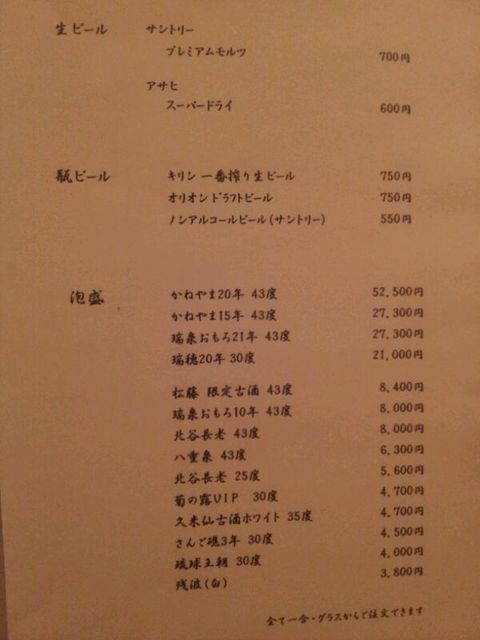 生ビール サントリー
プレミアムモルツ 700円
アサヒ
スーパードライ 600円
瓶ビール キリン 一番搾り生ビール 750円
オリオンドラフトビール 750円
ノンアルコールビール(サントリー) 550円
泡盛 かねやま20年 43度 52,500円
かねやま15年 43度 27,300円
瑞泉おもろ21年 43度 27,300円
瑞穂20年 30度 21,000円
松藤 限定古酒 43度 8,400円
瑞泉おもろ10年 43度 8,000円
北谷長老 43度 8,000円
八重泉 43度 6,300円
北谷長老 25度 5,600円
菊の露VIP 30度 4,700円
久米仙古酒ホワイト 35度 4,700円
さんご礁3年 30度 4,500円
琉球王朝 30度 4,000円
残波(白) 3,800円
全て一合・グラスからご注文できます